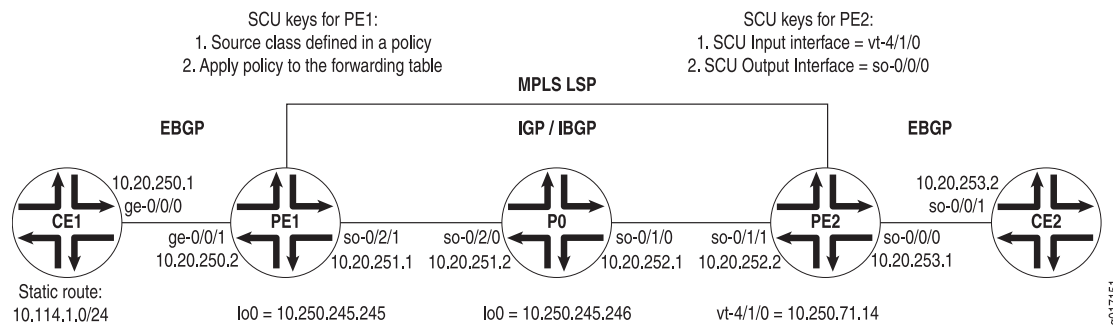 SCU keys for PE1:
1. Source class defined in a policy
2. Apply policy to the forwarding table
SCU keys for PE2:
1. SCU Input interface = vt-4/1/0
2. SCU Output Interface = so-0/0/0
MPLS LSP
EBGP
IGP / IBGP
EBGP
10.20.250.1
ge-0/0/0
10.20.253.2
so-0/0/1
CE1
PE1
P0
PE2
CE2
ge-0/0/1
10.20.250.2
so-0/2/1
10.20.251.1
so-0/2/0
10.20.251.2
so-0/1/0
10.20.252.1
so-0/1/1
10.20.252.2
so-0/0/0
10.20.253.1
Static route:
10.114.1.0/24
lo0 = 10.250.245.245
lo0 = 10.250.245.246
vt-4/1/0 = 10.250.71.14
g017151